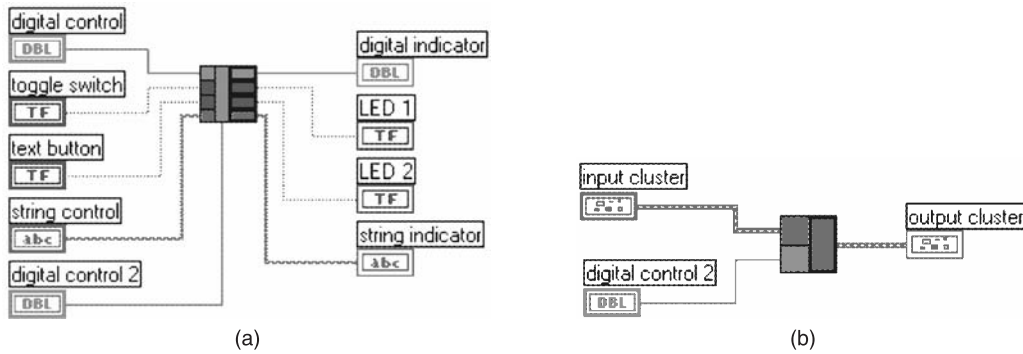 digital control
DBL
toggle switch
TF
text button
TF
string control
abc
digital control 2
DBL
digital indicator
DBL
LED 1
TF
LED 2
TF
string indicator
abc
(a)
input cluster
digital control 2
DBL
output cluster
(b)